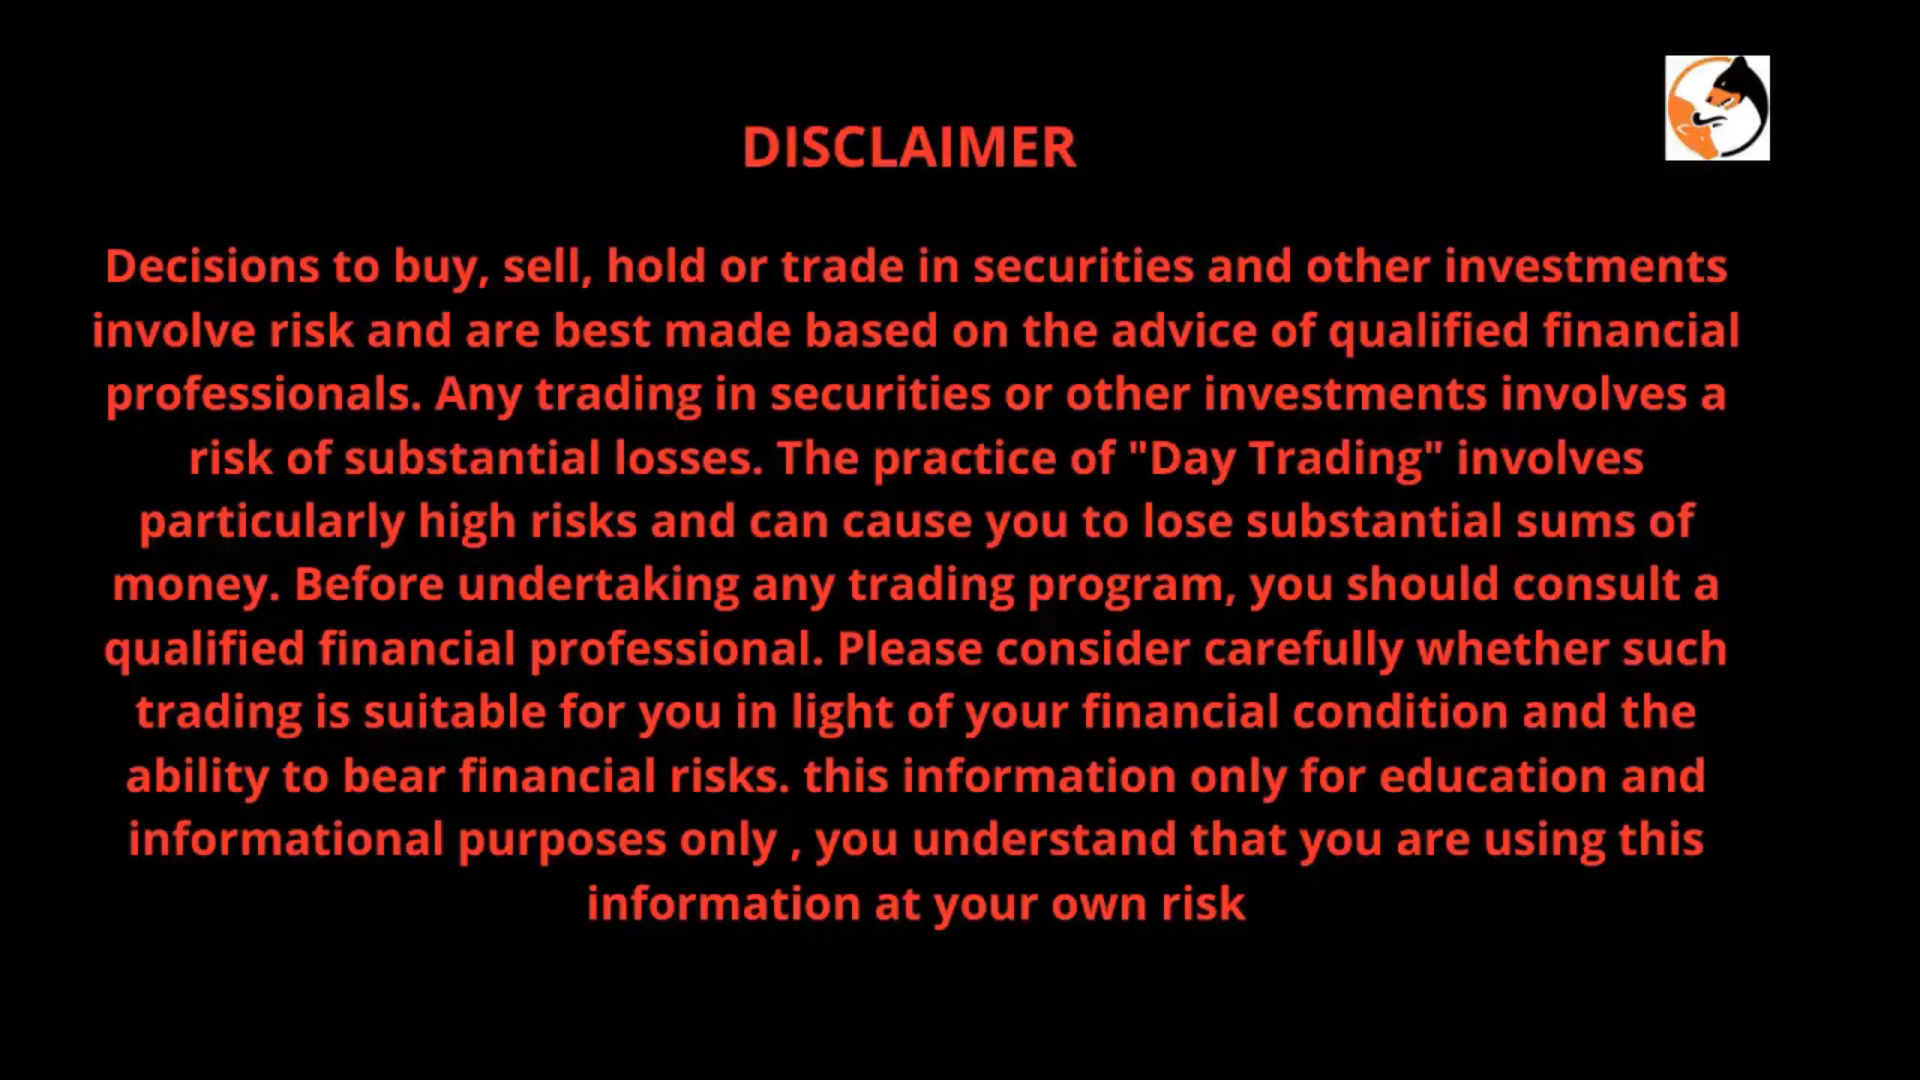 DISCLAIMER
Decisions to buy, sell, hold or trade in securities and other investments
involve risk and are best made based on the advice of qualified financial
professionals. Any trading in securities or other investments involves a
risk of substantial losses. The practice of "Day Trading" involves
particularly high risks and can cause you to lose substantial sums of
money. Before undertaking any trading program, you should consult a
qualified financial professional. Please consider carefully whether such
trading is suitable for you in light of your financial condition and the
ability to bear financial risks. this information only for education and
informational purposes only , you understand that you are using this
information at your own risk